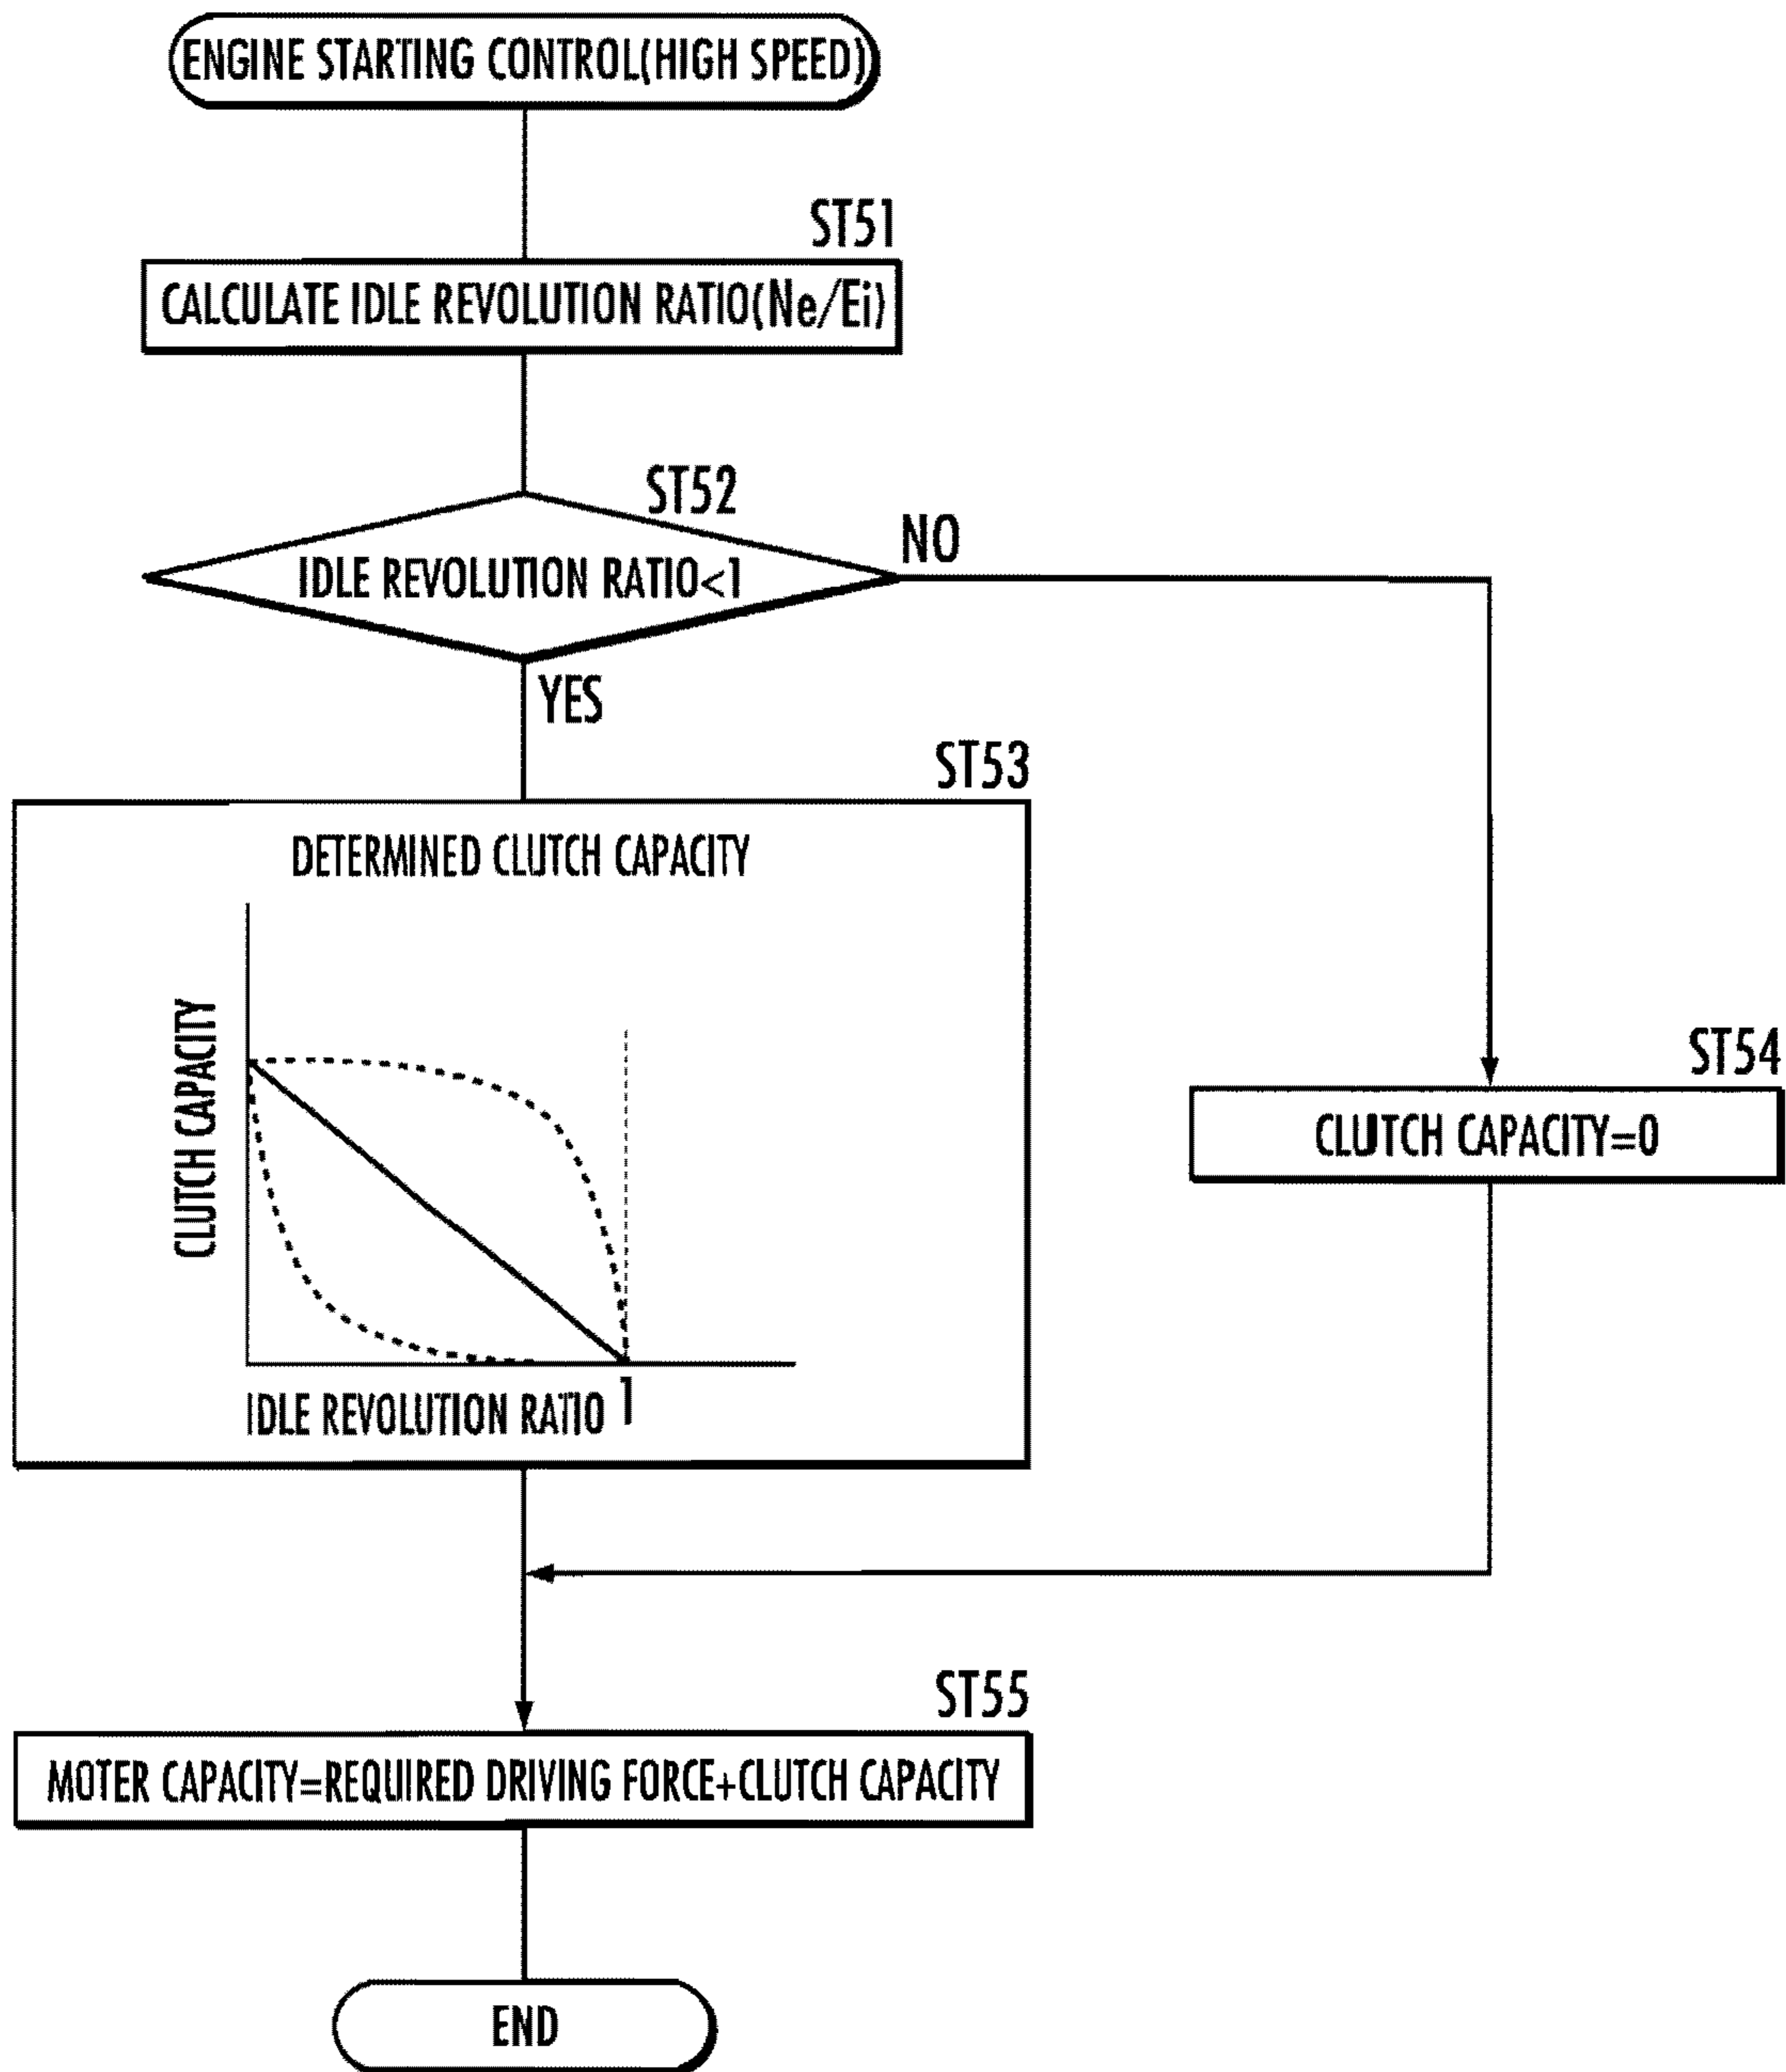 ENGINE STARTING CONTROL(HIGH SPEED)
ST51
CALCULATE IDLE REVOLUTION RATIO(Ne/Ei)
ST52
IDLE REVOLUTION RATIO<1
NO
YES
ST53
DETERMINED CLUTCH CAPACITY
CLUTCH CAPACITY
IDLE REVOLUTION RATIO 1
ST54
CLUTCH CAPACITY=0
ST55
MOTER CAPACITY=REQUIRED DRIVING FORCE+CLUTCH CAPACITY
END